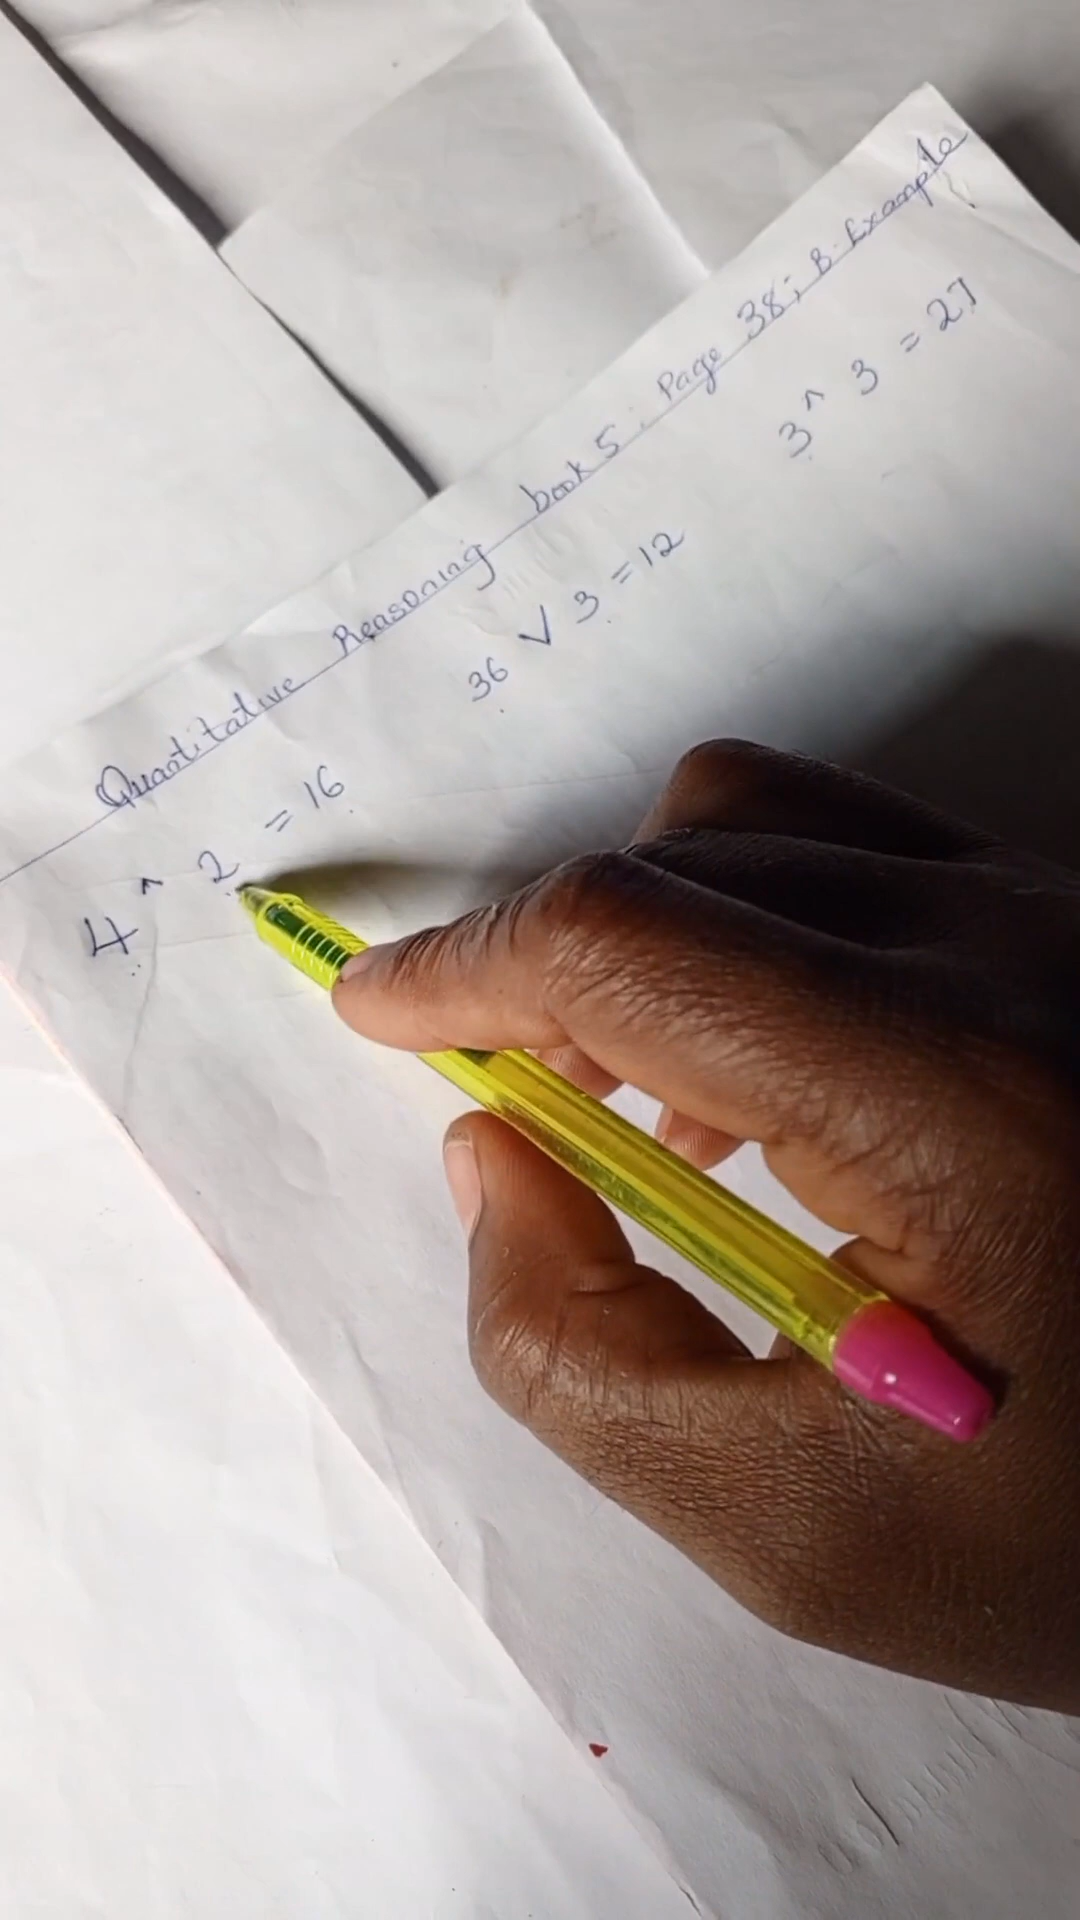 Quantitative Reasoning book 5: Page 38; B. Example
4 ^ 2 = 16 36 V 3 = 12 3 ^ 3 = 27